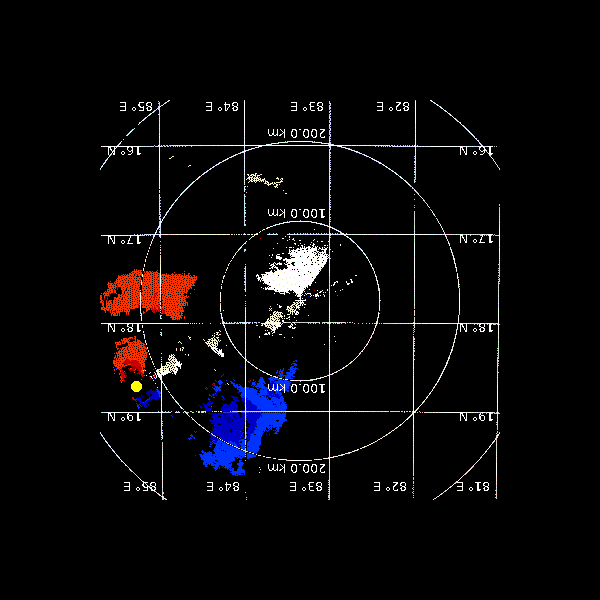 81° E 82° E 83° E 84° E 85° E
200.0 km
19° N 19° N
100.0 km
18° N 18° N
17° N 17° N
100.0 km
16° N 16° N
200.0 km
82° E 83° E 84° E 85° E